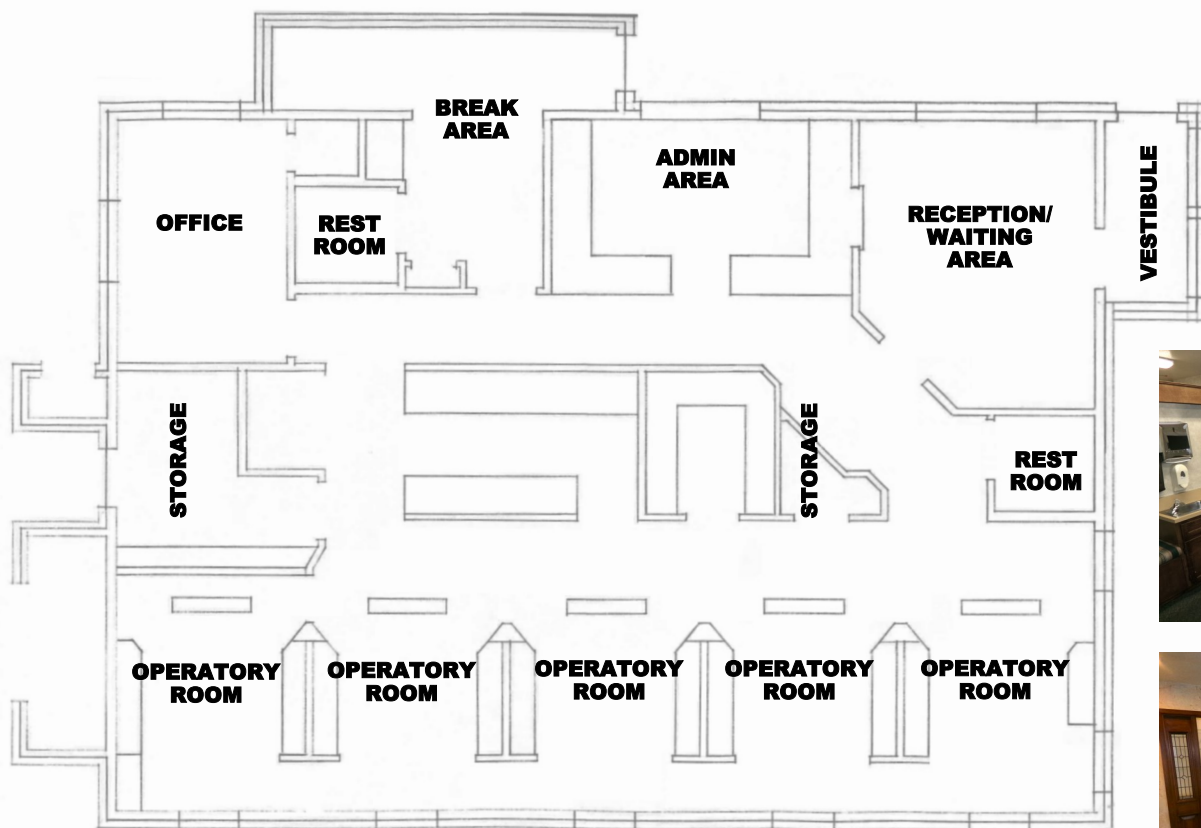 BREAK
AREA
ADMIN
AREA
VESTIBULE
OFFICE
REST
ROOM
RECEPTION/
WAITING
AREA
STORAGE
STORAGE
REST
ROOM
OPERATORY
ROOM
OPERATORY
ROOM
OPERATORY
ROOM
OPERATORY
ROOM
OPERATORY
ROOM